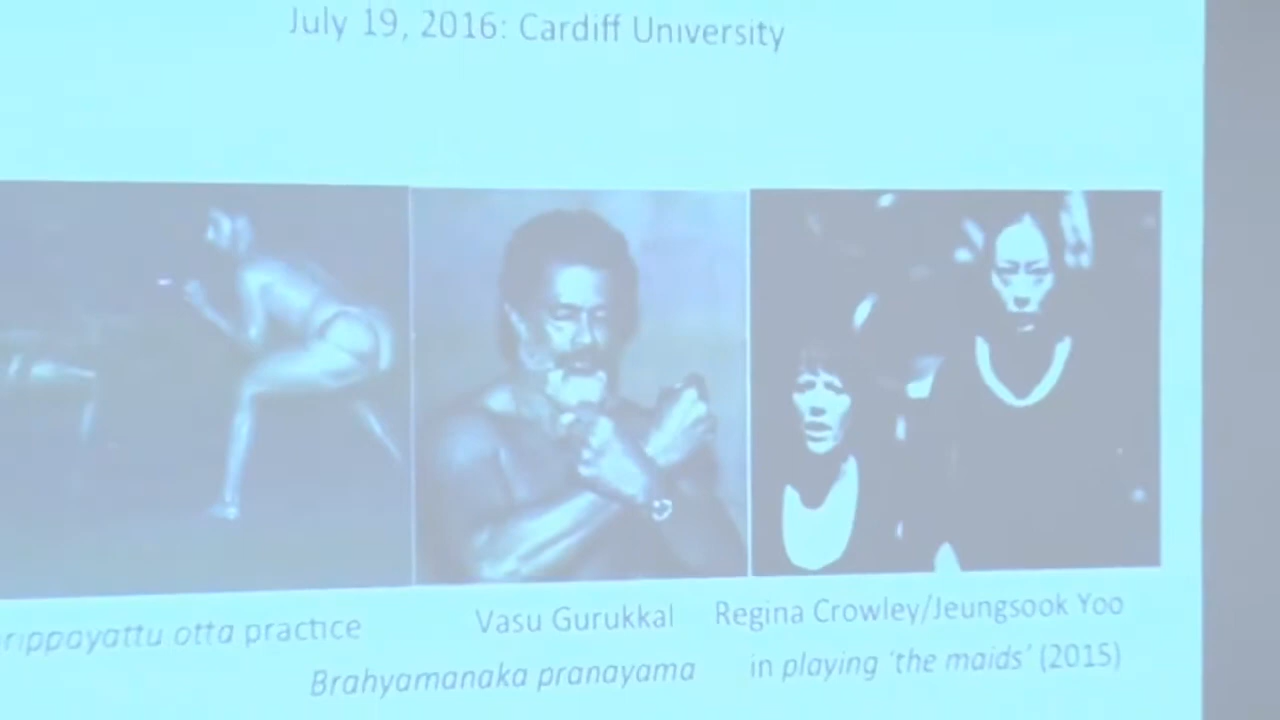 July 19, 2016: Cardiff University
rippayattu otta practice
Vasu Gurukkal
Regina Crowley/Jeungsook Yoo
Brahyamanaka pranayama
in playing ‘the maids’ (2015)